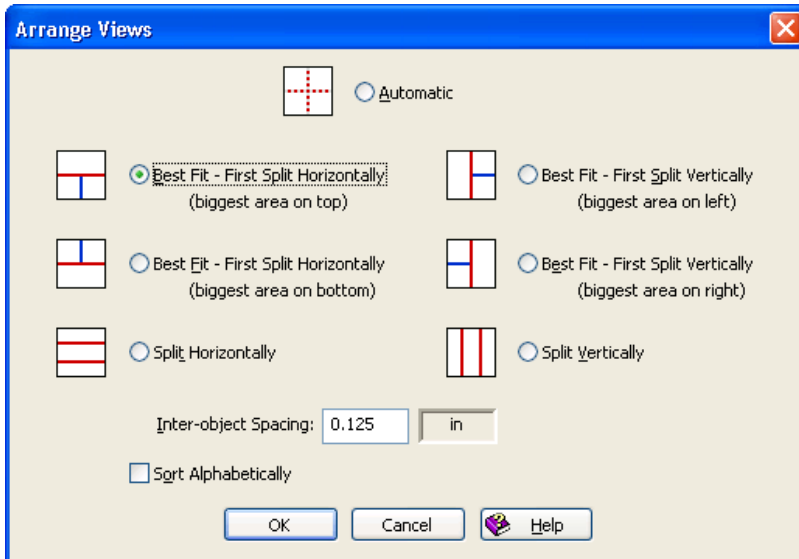 Arrange Views
Automatic
Best Fit - First Split Horizontally
(biggest area on top)
Best Fit - First Split Vertically
(biggest area on left)
Best Fit - First Split Horizontally
(biggest area on bottom)
Best Fit - First Split Vertically
(biggest area on right)
Split Horizontally
Split Vertically
Inter-object Spacing: 0.125 in
Sort Alphabetically
OK Cancel Help